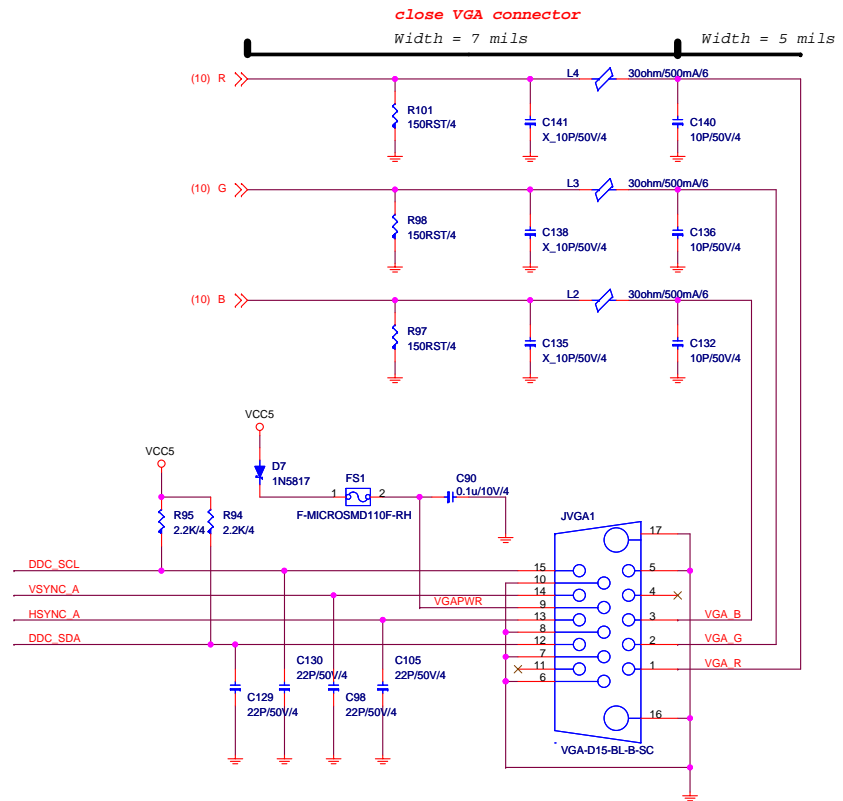 close VGA connector
Width = 7 mils
Width = 5 mils
(10) R
L4
30ohm/500mA/6
R101
150RST/4
C141
X_10P/50V/4
C140
10P/50V/4
(10) G
L3
30ohm/500mA/6
R98
150RST/4
C138
X_10P/50V/4
C136
10P/50V/4
(10) B
L2
30ohm/500mA/6
R97
150RST/4
C135
X_10P/50V/4
C132
10P/50V/4
VCC5
VCC5
D7
1N5817
FS1
1
2
F-MICROSMD110F-RH
C90
0.1u/10V/4
R95
2.2K/4
R94
2.2K/4
JVGA1
17
DDC_SCL
15
5
10
VSYNC_A
14
4
VGAPWR
9
HSYNC_A
13
3
VGA_B
8
DDC_SDA
12
2
VGA_G
7
11
1
VGA_R
6
C130
22P/50V/4
C105
22P/50V/4
C129
22P/50V/4
C98
22P/50V/4
16
VGA-D15-BL-B-SC